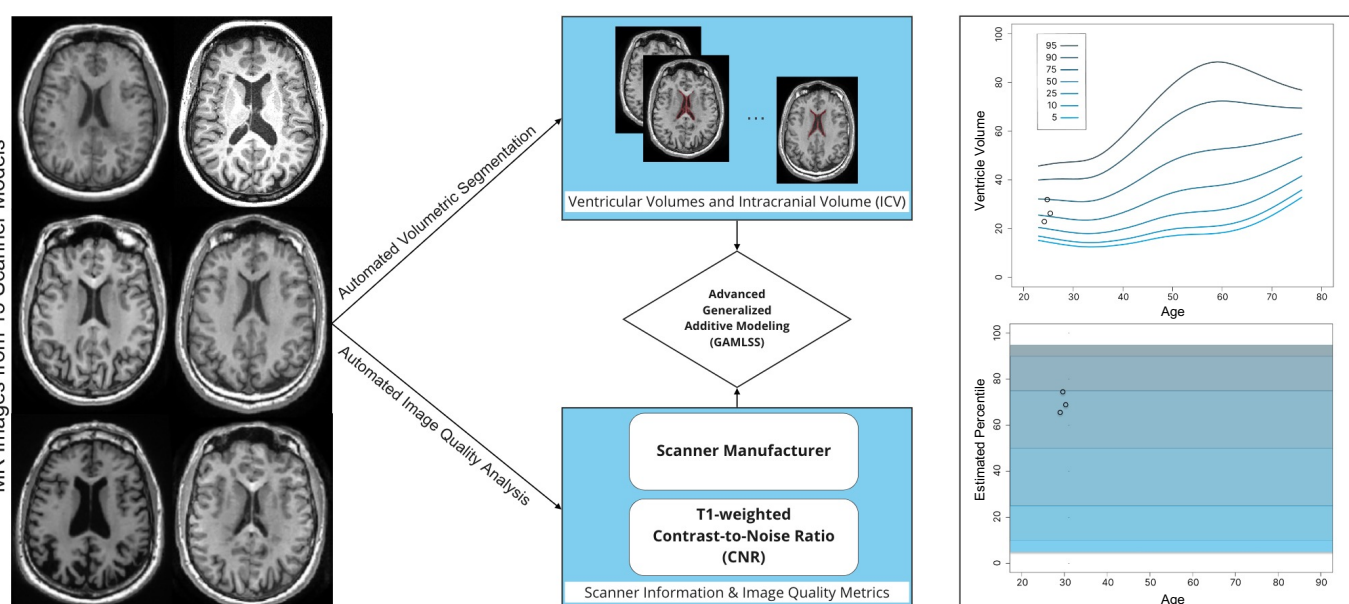 MR Images from
Scanner Models
Automated Volumetric Segmentation
Automated Image Quality Analysis
...
Ventricular Volumes and Intracranial Volume (ICV)
Advanced
Generalized
Additive Modeling
(GAMLSS)
Scanner Manufacturer
T1-weighted
Contrast-to-Noise Ratio
(CNR)
Scanner Information & Image Quality Metrics
Ventricle Volume
100
80
60
40
20
0
95
90
75
50
25
10
5
20 30 40 50 60 70 80
Age
Estimated Percentile
100
80
60
40
20
0
20 30 40 50 60 70 80 90
Age